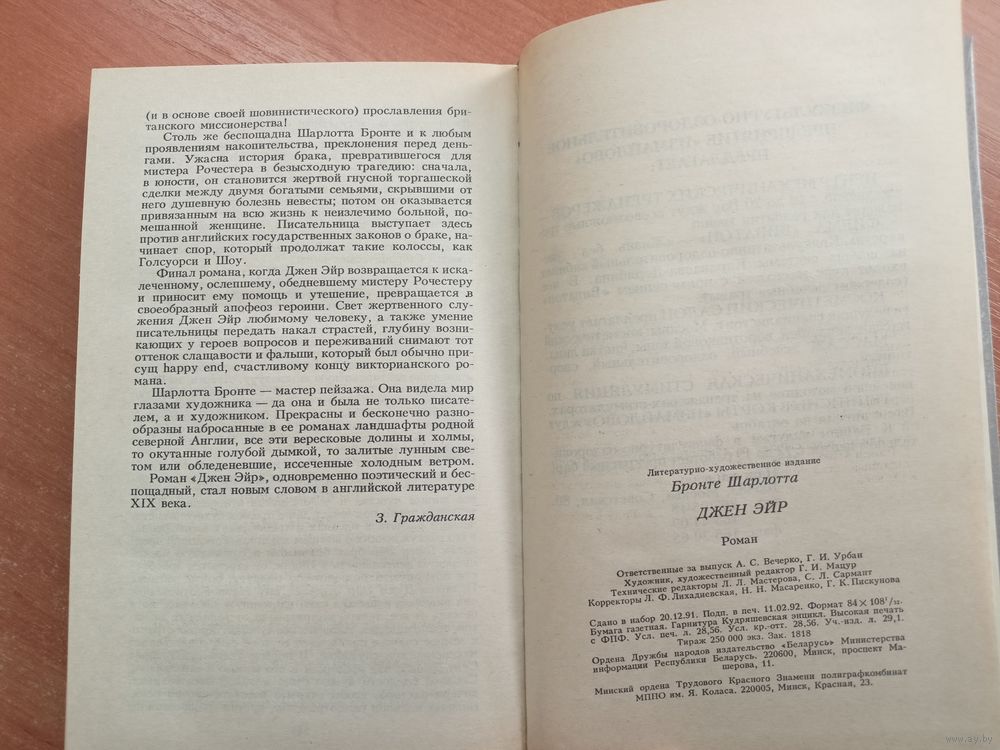 (и в основе своей шовинистического) прославления бри-
танского миссионерства!
Столь же беспощадна Шарлотта Бронте и к любым
проявлениям накопительства, преклонения перед день-
гами. Ужасна история брака, превратившегося для
мистера Рочестера в безысходную трагедию: сначала,
в юности, он становится жертвой гнусной торгашеской
сделки между двумя богатыми семьями, скрывшими от
него душевную болезнь невесты; потом он оказывается
привязанным на всю жизнь к неизлечимо больной, по-
мешанной женщине. Писательница выступает здесь
против английских государственных законов о браке, на-
чинает спор, который продолжат такие колоссы, как
Голсуорси и Шоу.
Финал романа, когда Джен Эйр возвращается к иска-
леченному, ослепшему, обедневшему мистеру Рочестеру
и приносит ему помощь и утешение, превращается в
своеобразный апофеоз героини. Свет жертвенного слу-
жения Джен Эйр любимому человеку, а также умение
писательницы передать накал страстей, глубину возни-
кающих у героев вопросов и переживаний снимают тот
оттенок слащавости и фальши, который был обычно при-
сущ happy end, счастливому концу викторианского ро-
мана.
Шарлотта Бронте — мастер пейзажа. Она видела мир
глазами художника — да она и была не только писате-
лем, а и художником. Прекрасны и бесконечно разно-
образны набросанные в ее романах ландшафты родной
северной Англии, все эти вересковые долины и холмы,
то окутанные голубой дымкой, то залитые лунным све-
том или обледеневшие, иссеченные холодным ветром.
Роман «Джен Эйр», одновременно поэтический и бес-
пощадный, стал новым словом в английской литературе
XIX века.
З. Гражданская
Литературно-художественное издание
Бронте Шарлотта
ДЖЕН ЭЙР
Роман
Ответственные за выпуск А. С. Вечерко, Г. И. Урбан
Художник, художественный редактор Г. И. Мацур
Технические редакторы Л. Л. Мастерова, С. Л. Сармант
Корректоры Л. Ф. Лихадиевская, Н. Н. Масаренко, Г. К. Пискунова
Сдано в набор 20.12.91. Подп. в печ. 11.02.92. Формат 84×108¹/₃₂.
Бумага газетная. Гарнитура Кудряшевская энцикл. Высокая печать
с ФПФ. Усл. печ. л. 28,56. Усл. кр.-отт. 28,56. Уч.-изд. л. 29,1.
Тираж 250 000 экз. Зак. 1818
Ордена Дружбы народов издательство «Беларусь» Министерства
информации Республики Беларусь. 220600, Минск, проспект Ма-
шерова, 11.
Минский ордена Трудового Красного Знамени полиграфкомбинат
МППО им. Я. Коласа. 220005, Минск, Красная, 23.
www.ay.by